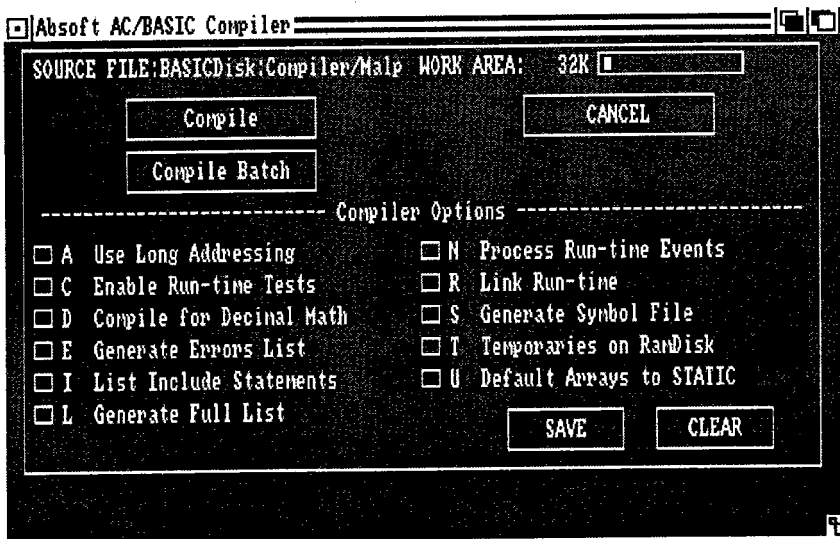 Absoft AC/BASIC Compiler
SOURCE FILE:BASICDisk:Compiler/Malp WORK AREA: 32K
Compile
CANCEL
Compile Batch
Compiler Options
A Use Long Addressing
C Enable Run-time Tests
D Compile for Decimal Math
E Generate Errors List
I List Include Statements
L Generate Full List
N Process Run-time Events
R Link Run-time
S Generate Symbol File
T Temporaries on RamDisk
U Default Arrays to STATIC
SAVE
CLEAR